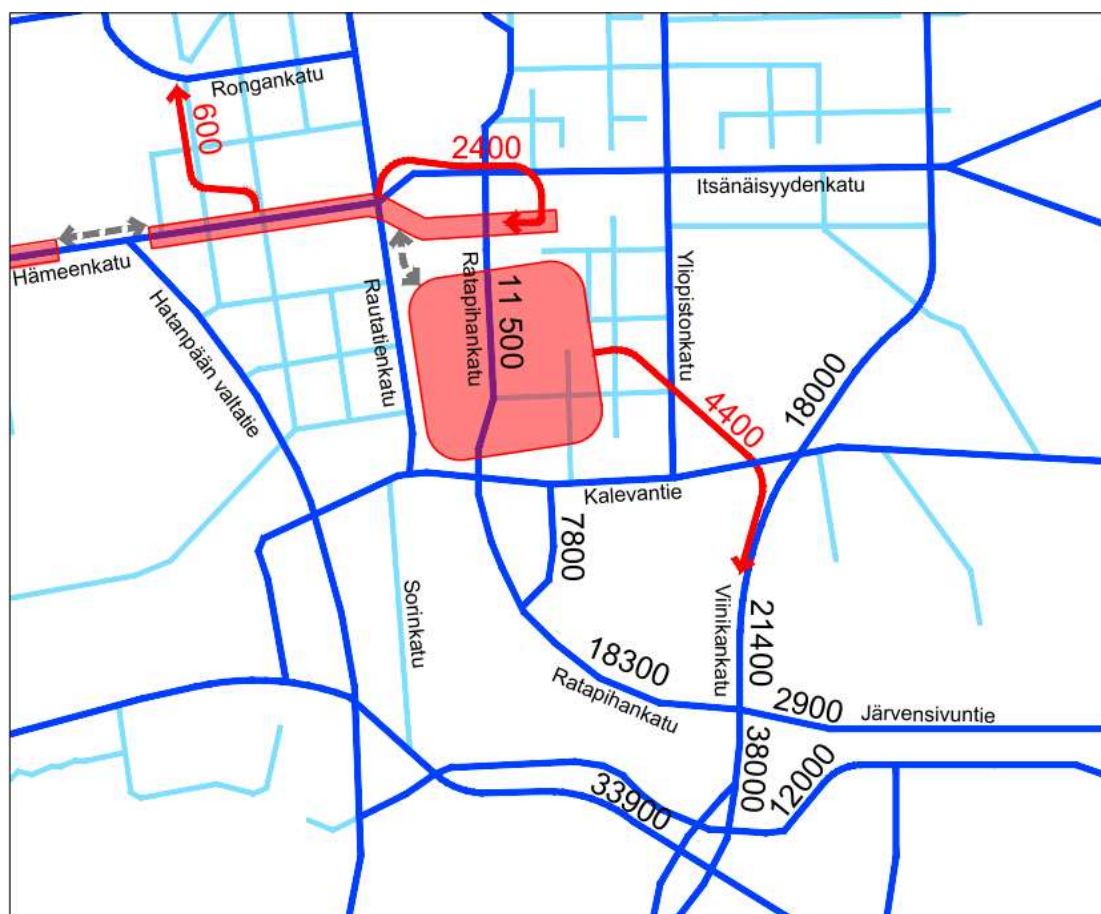 Rongankatu
600
2400
Itsänäisyydenkatu
Hämeenkatu
Hatanpään valtatie
Rautatienkatu
Ratapihankatu
11 500
Yliopistonkatu
18000
4400
Kalevantie
7800
Sorinkatu
Viinikankatu
21400
18300
Ratapihankatu
2900
Järvensivuntie
38000
12000
33900